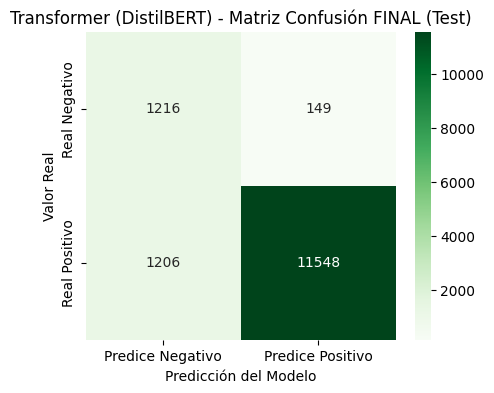 Transformer (DistilBERT) - Matriz Confusión FINAL (Test)
Valor Real
Real Negativo
Real Positivo
1216 149
1206 11548
Predice Negativo Predice Positivo
Predicción del Modelo
10000
8000
6000
4000
2000